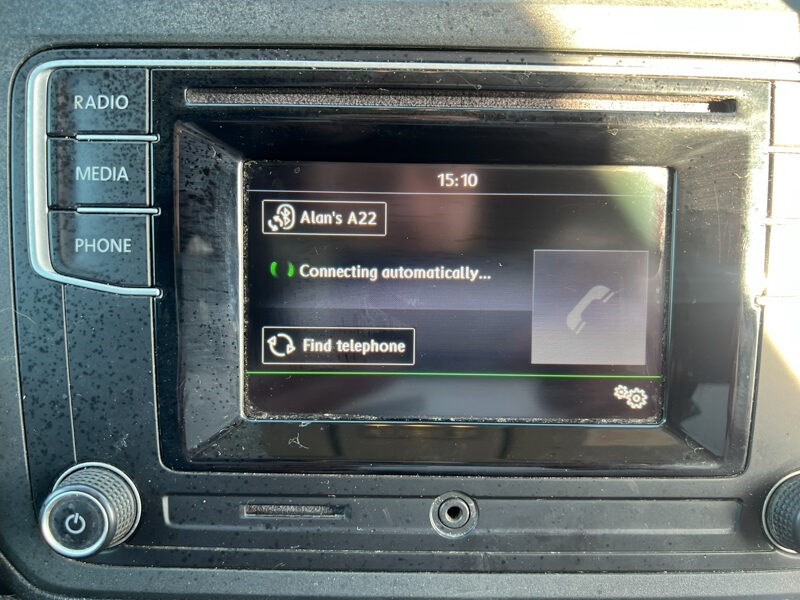 RADIO
MEDIA
PHONE
15:10
Alan's A22
Connecting automatically...
Find telephone